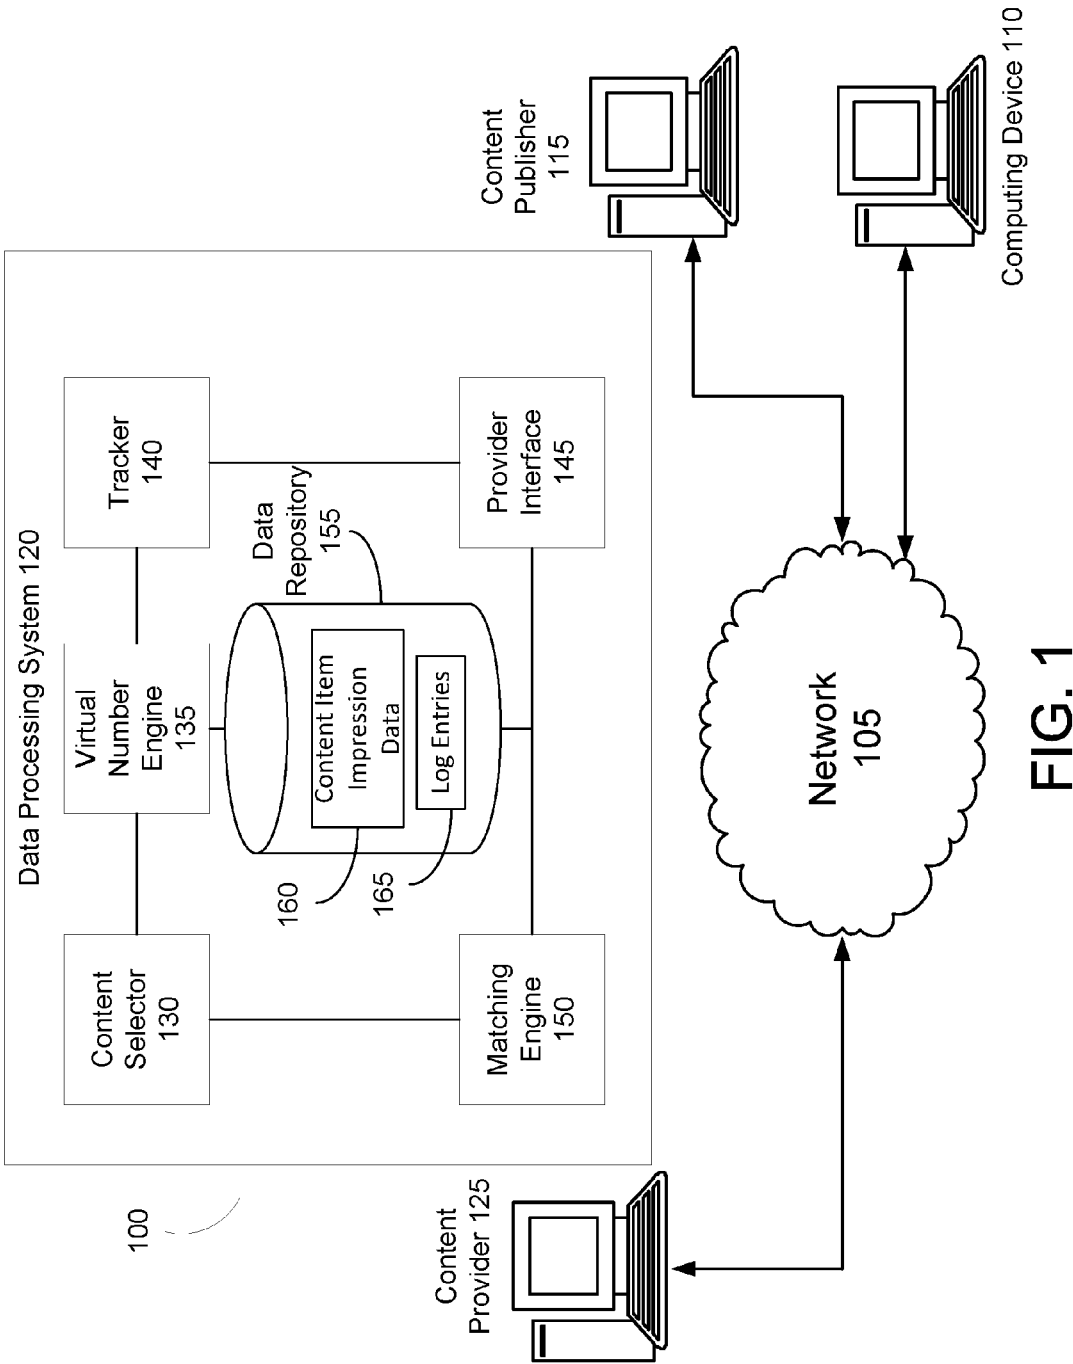 100
Data Processing System 120
Content
Selector
130
Virtual
Number
Engine
135
Tracker
140
Data
Repository
155
160
Content Item
Impression
Data
165
Log Entries
Matching
Engine
150
Provider
Interface
145
Content
Provider 125
Content
Publisher
115
Network
105
Computing Device 110
FIG. 1